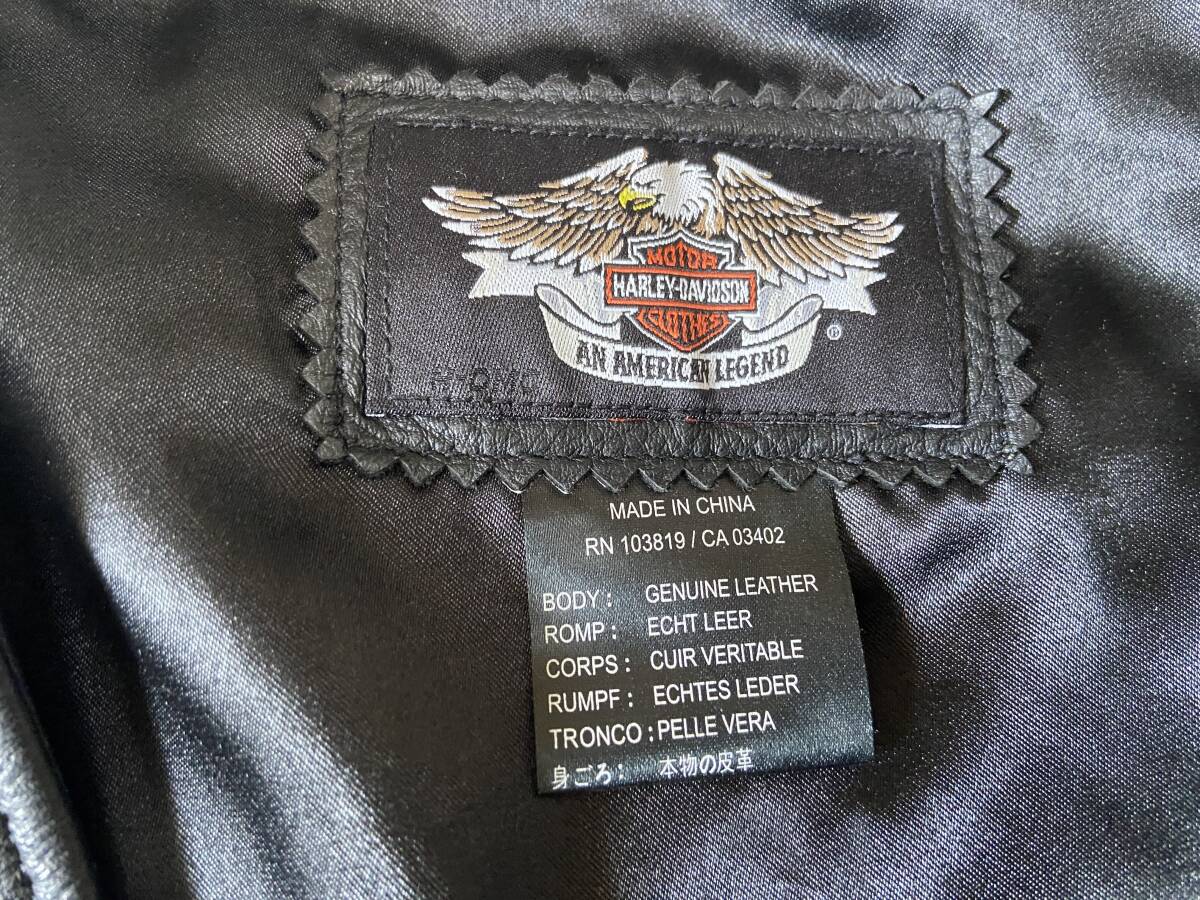 MOTOR
HARLEY-DAVIDSON
CLOTHES
®
AN AMERICAN LEGEND
MADE IN CHINA
RN 103819 / CA 03402
BODY : GENUINE LEATHER
ROMP : ECHT LEER
CORPS : CUIR VERITABLE
RUMPF : ECHTES LEDER
TRONCO : PELLE VERA
身ごろ : 本物の皮革